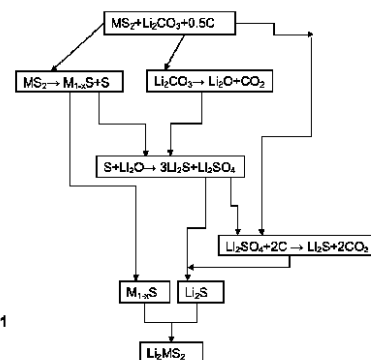 MS₂+Li₂CO₃+0.5C
MS₂→ M₁₋ₓS+S
Li₂CO₃→ Li₂O+CO₂
S+Li₂O→ 3Li₂S+Li₂SO₄
Li₂SO₄+2C → Li₂S+2CO₂
M₁₋ₓS
Li₂S
1
Li₂MS₂